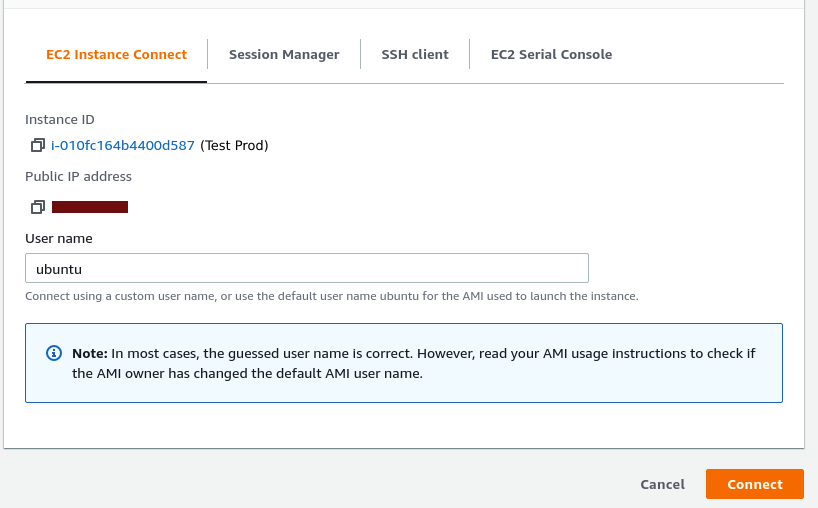 EC2 Instance Connect Session Manager SSH client EC2 Serial Console
Instance ID
i-010fc164b4400d587 (Test Prod)
Public IP address
User name
ubuntu
Connect using a custom user name, or use the default user name ubuntu for the AMI used to launch the instance.
Note: In most cases, the guessed user name is correct. However, read your AMI usage instructions to check if
the AMI owner has changed the default AMI user name.
Cancel Connect